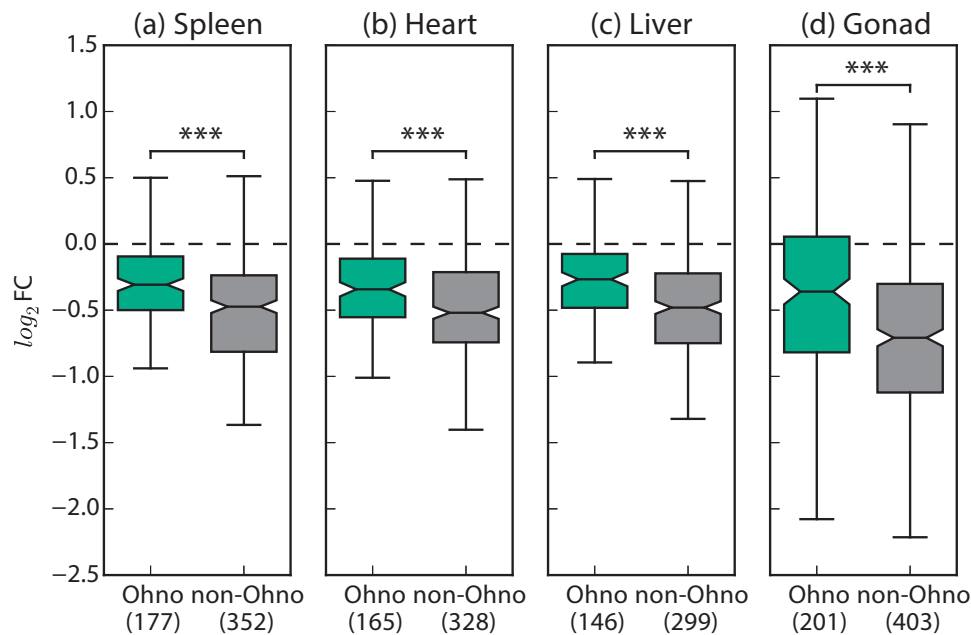 (a) Spleen (b) Heart (c) Liver (d) Gonad
1.5
1.0
0.5
0.0
−0.5
−1.0
−1.5
−2.0
−2.5
log₂ FC
*** *** *** ***
Ohno non-Ohno Ohno non-Ohno Ohno non-Ohno Ohno non-Ohno
(177) (352) (165) (328) (146) (299) (201) (403)